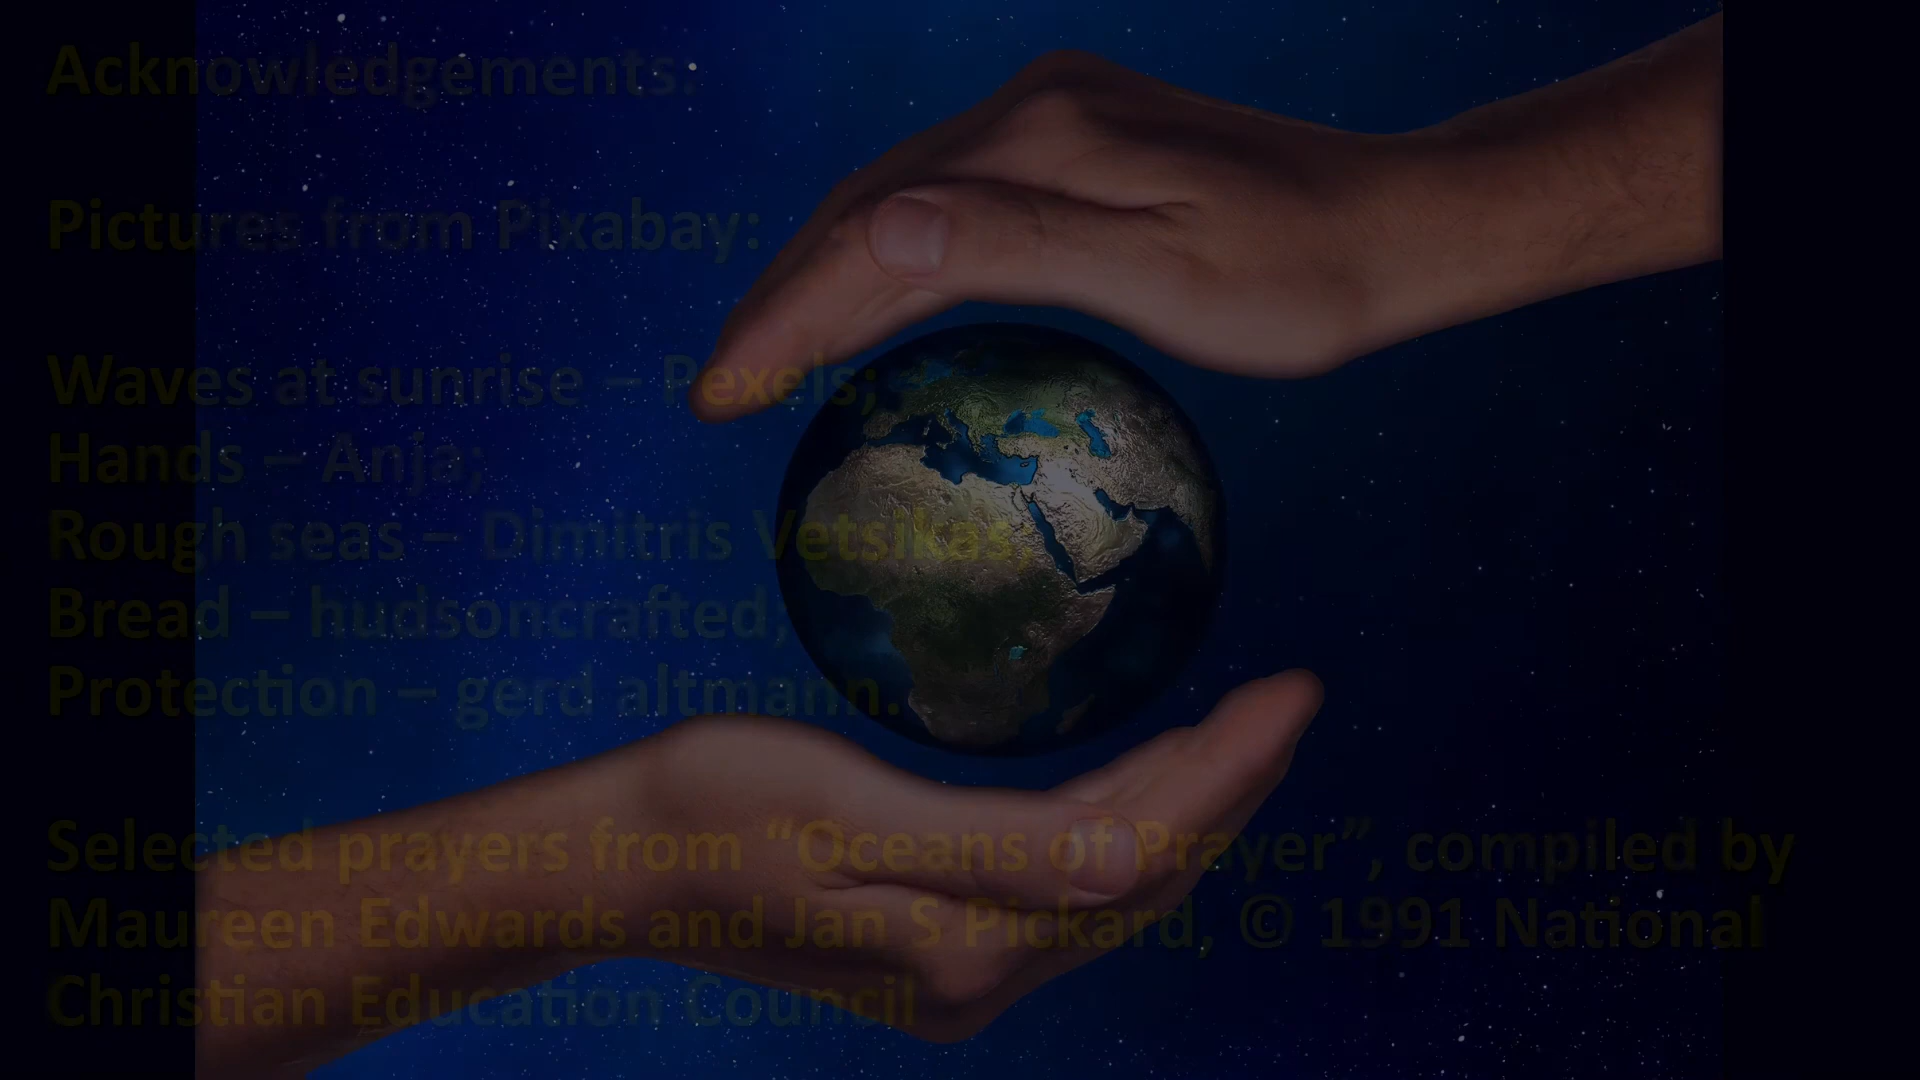 Acknowledgements:
Pictures from Pixabay:
Waves at sunrise – Pexels;
Hands – Anja;
Rough seas – Dimitris Vetsikas;
Bread – hudsoncrafted;
Protection – gerd altmann.
Selected prayers from “Oceans of Prayer”, compiled by
Maureen Edwards and Jan S Pickard, © 1991 National
Christian Education Council